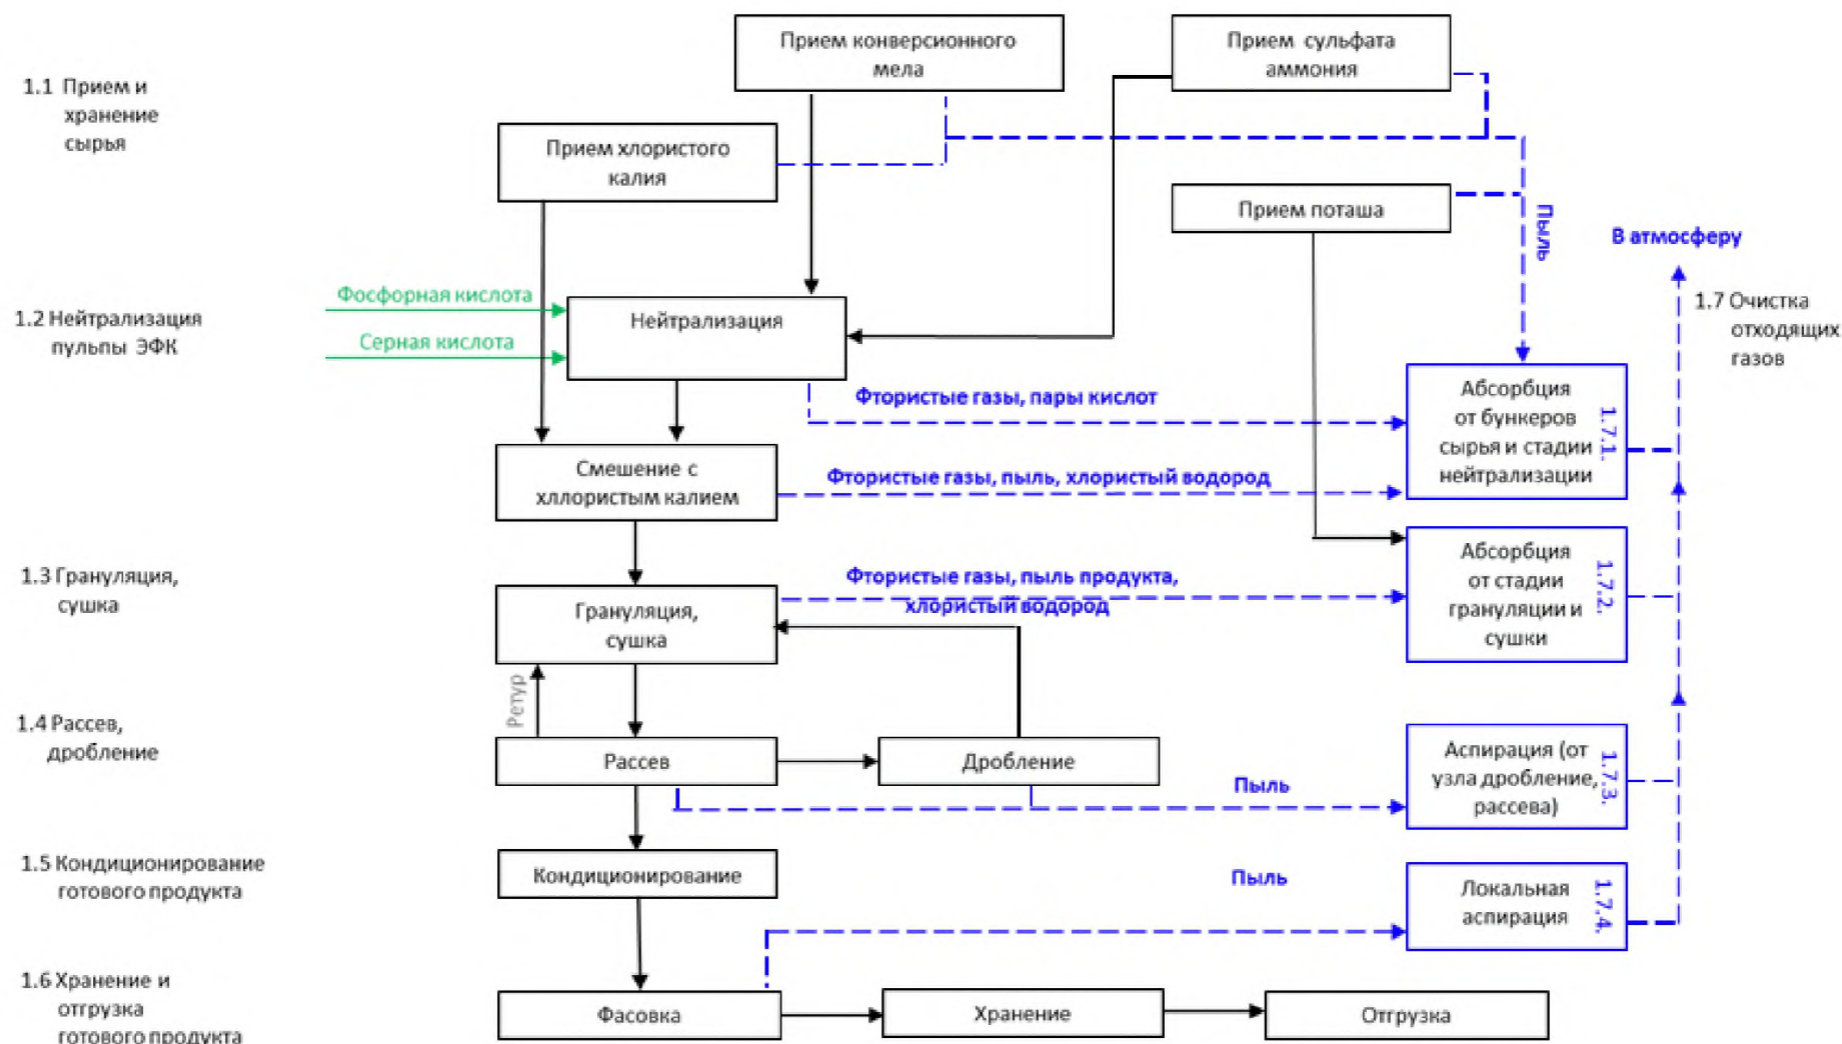 Прием конверсионного
мела
Прием сульфата
аммония
1.1 Прием и
хранение
сырья
Прием хлористого
калия
Прием поташа
Пыль
В атмосферу
1.2 Нейтрализация
пульпы ЭФК
Фосфорная кислота
Серная кислота
Нейтрализация
1.7 Очистка
отходящих
газов
Фтористые газы, пары кислот
Абсорбция
от бункеров
сырья и стадии
нейтрализации
1.7.1.
Смешение с
хллористым калием
Фтористые газы, пыль, хлористый водород
1.3 Грануляция,
сушка
Грануляция,
сушка
Фтористые газы, пыль продукта,
хлористый водород
Абсорбция
от стадии
грануляции и
сушки
1.7.2.
Ретур
1.4 Рассев,
дробление
Рассев
Дробление
Пыль
Аспирация (от
узла дробление,
рассева)
1.7.3.
1.5 Кондиционирование
готового продукта
Кондиционирование
Пыль
Локальная
аспирация
1.7.4.
1.6 Хранение и
отгрузка
готового продукта
Фасовка
Хранение
Отгрузка